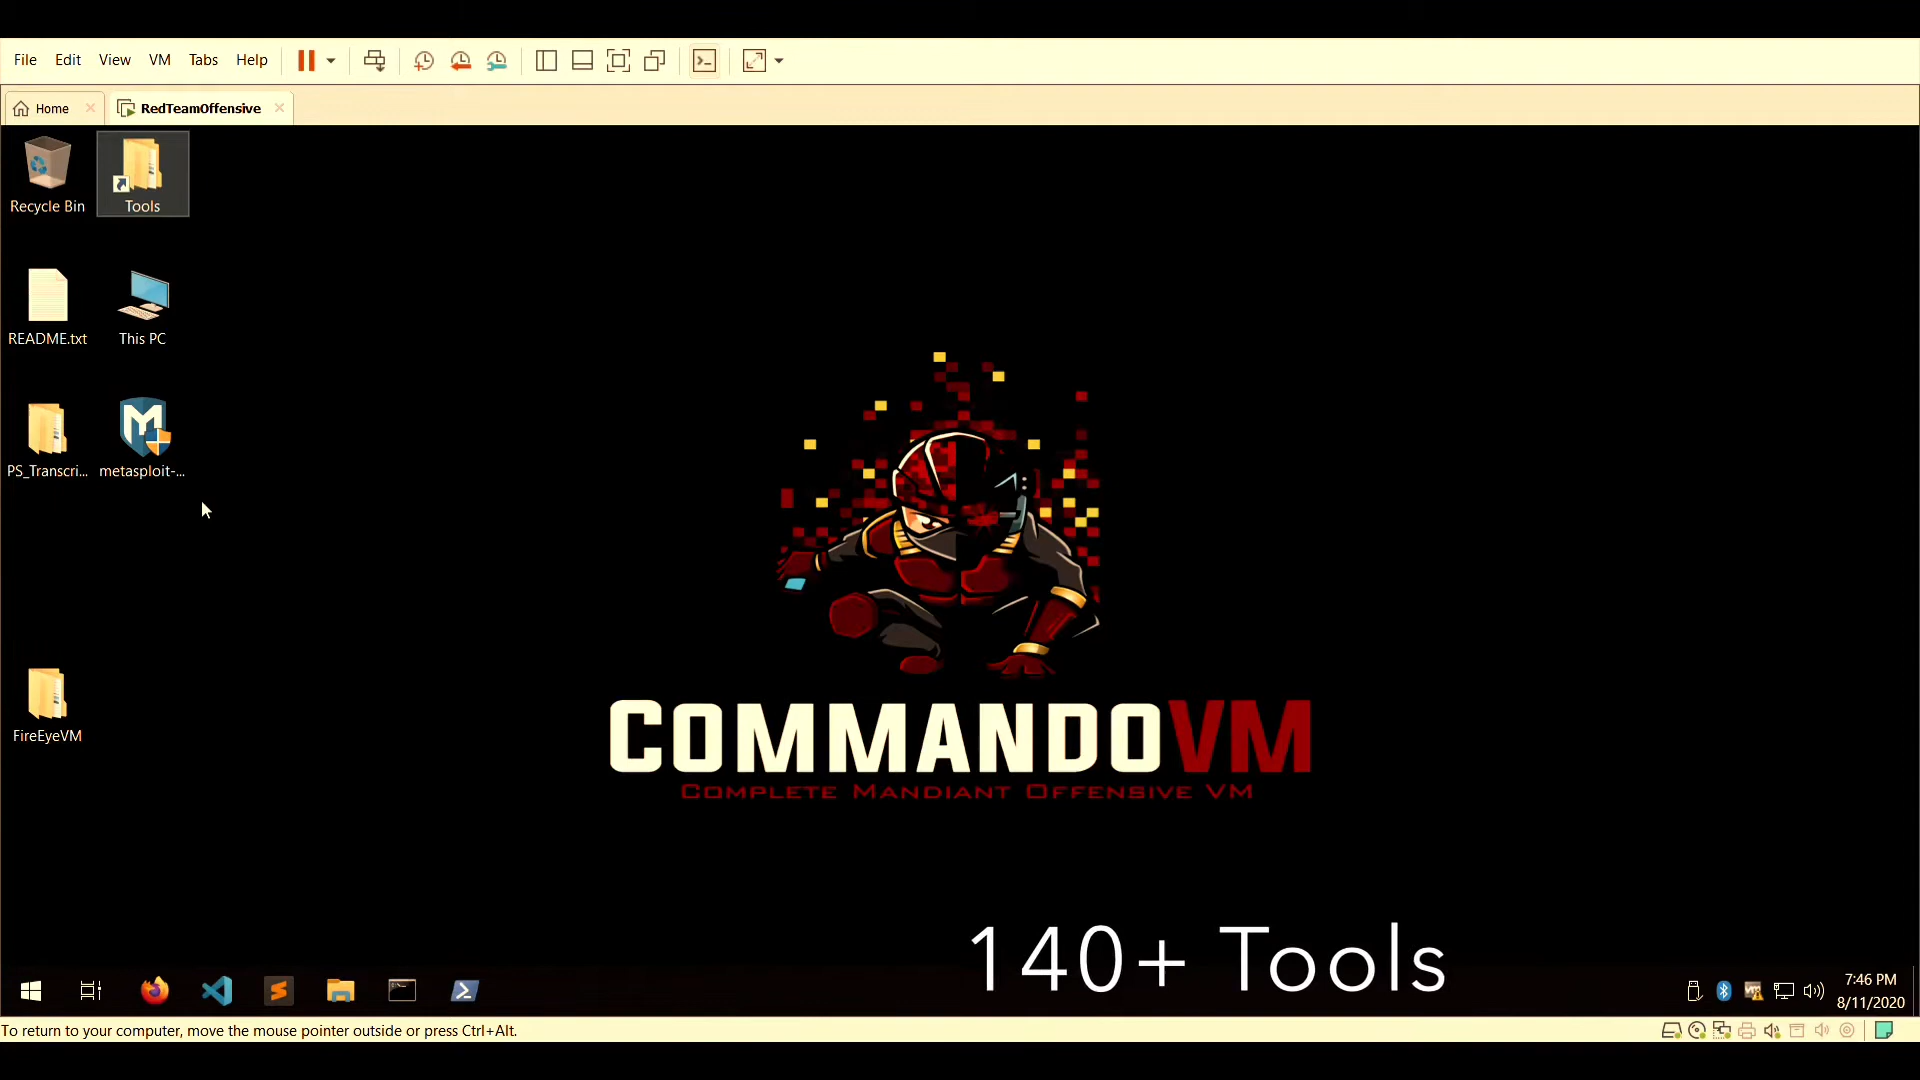 File Edit View VM Tabs Help
Home RedTeamOffensive
Recycle Bin Tools
README.txt This PC
PS_Transcri... metasploit-...
FireEyeVM
COMMANDOVM
COMPLETE MANDIANT OFFENSIVE VM
140+ Tools
7:46 PM
8/11/2020
To return to your computer, move the mouse pointer outside or press Ctrl+Alt.